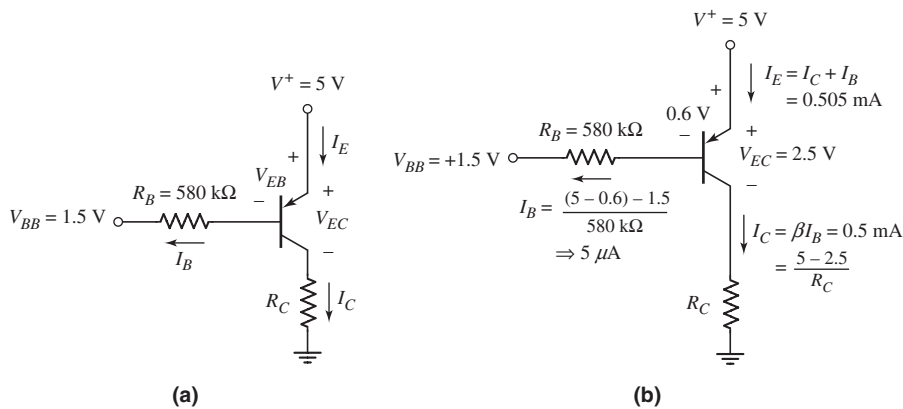 V⁺ = 5 V
I_E
+
V_EB
–
+
V_EC
–
R_B = 580 kΩ
V_BB = 1.5 V
I_B
R_C
I_C
(a)
V⁺ = 5 V
I_E = I_C + I_B
= 0.505 mA
+
0.6 V
–
+
V_EC = 2.5 V
–
R_B = 580 kΩ
V_BB = +1.5 V
I_B = (5 – 0.6) – 1.5
580 kΩ
⇒ 5 μA
I_C = βI_B = 0.5 mA
= 5 – 2.5
R_C
R_C
(b)